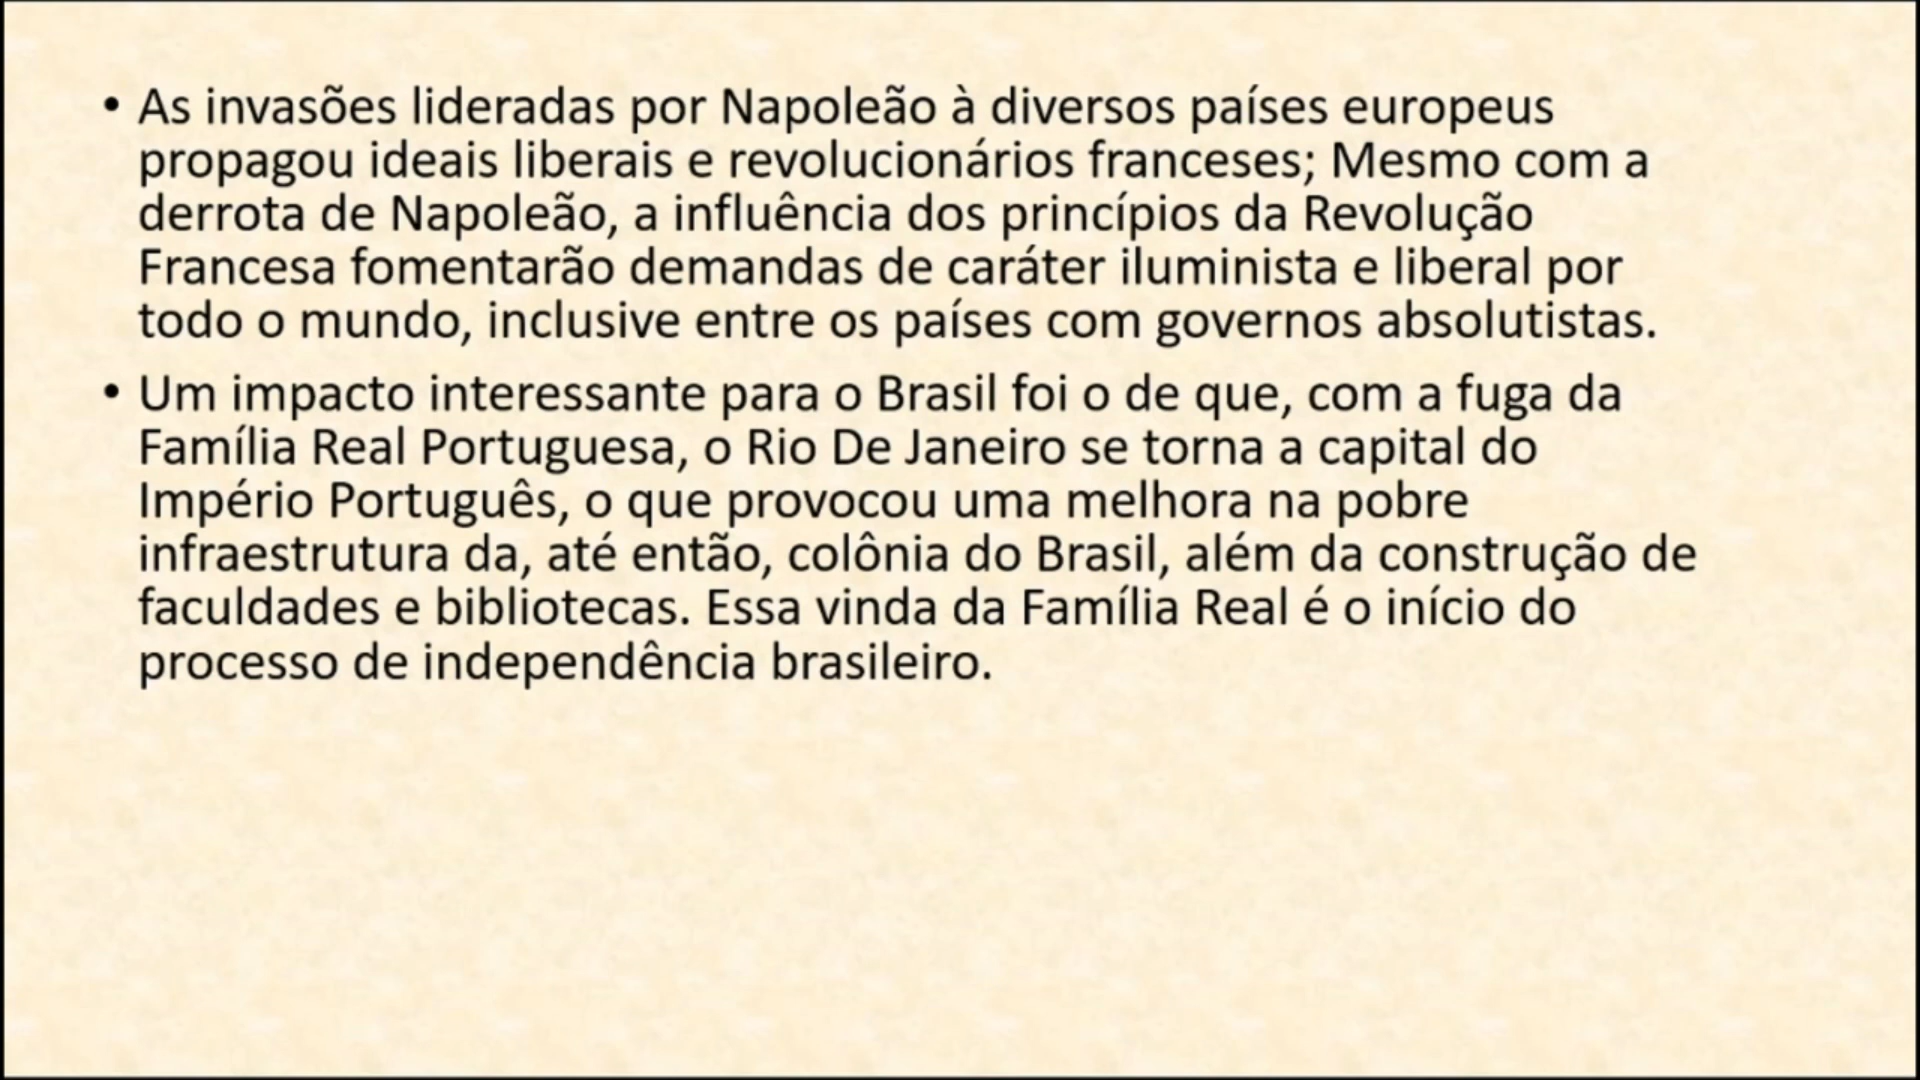 • As invasões lideradas por Napoleão à diversos países europeus
propagou ideais liberais e revolucionários franceses; Mesmo com a
derrota de Napoleão, a influência dos princípios da Revolução
Francesa fomentarão demandas de caráter iluminista e liberal por
todo o mundo, inclusive entre os países com governos absolutistas.
• Um impacto interessante para o Brasil foi o de que, com a fuga da
Família Real Portuguesa, o Rio De Janeiro se torna a capital do
Império Português, o que provocou uma melhora na pobre
infraestrutura da, até então, colônia do Brasil, além da construção de
faculdades e bibliotecas. Essa vinda da Família Real é o início do
processo de independência brasileiro.